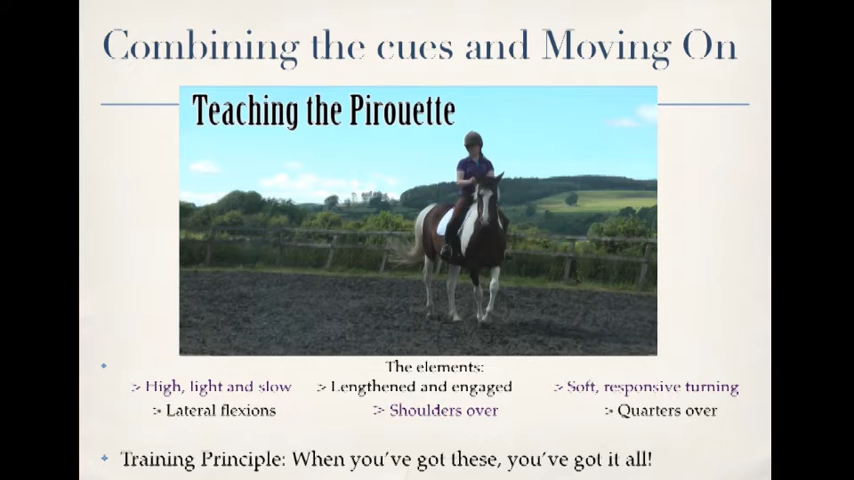 Combining the cues and Moving On
Teaching the Pirouette
The elements:
:- High, light and slow :- Lengthened and engaged :- Soft, responsive turning
:- Lateral flexions :- Shoulders over :- Quarters over
Training Principle: When you've got these, you've got it all!